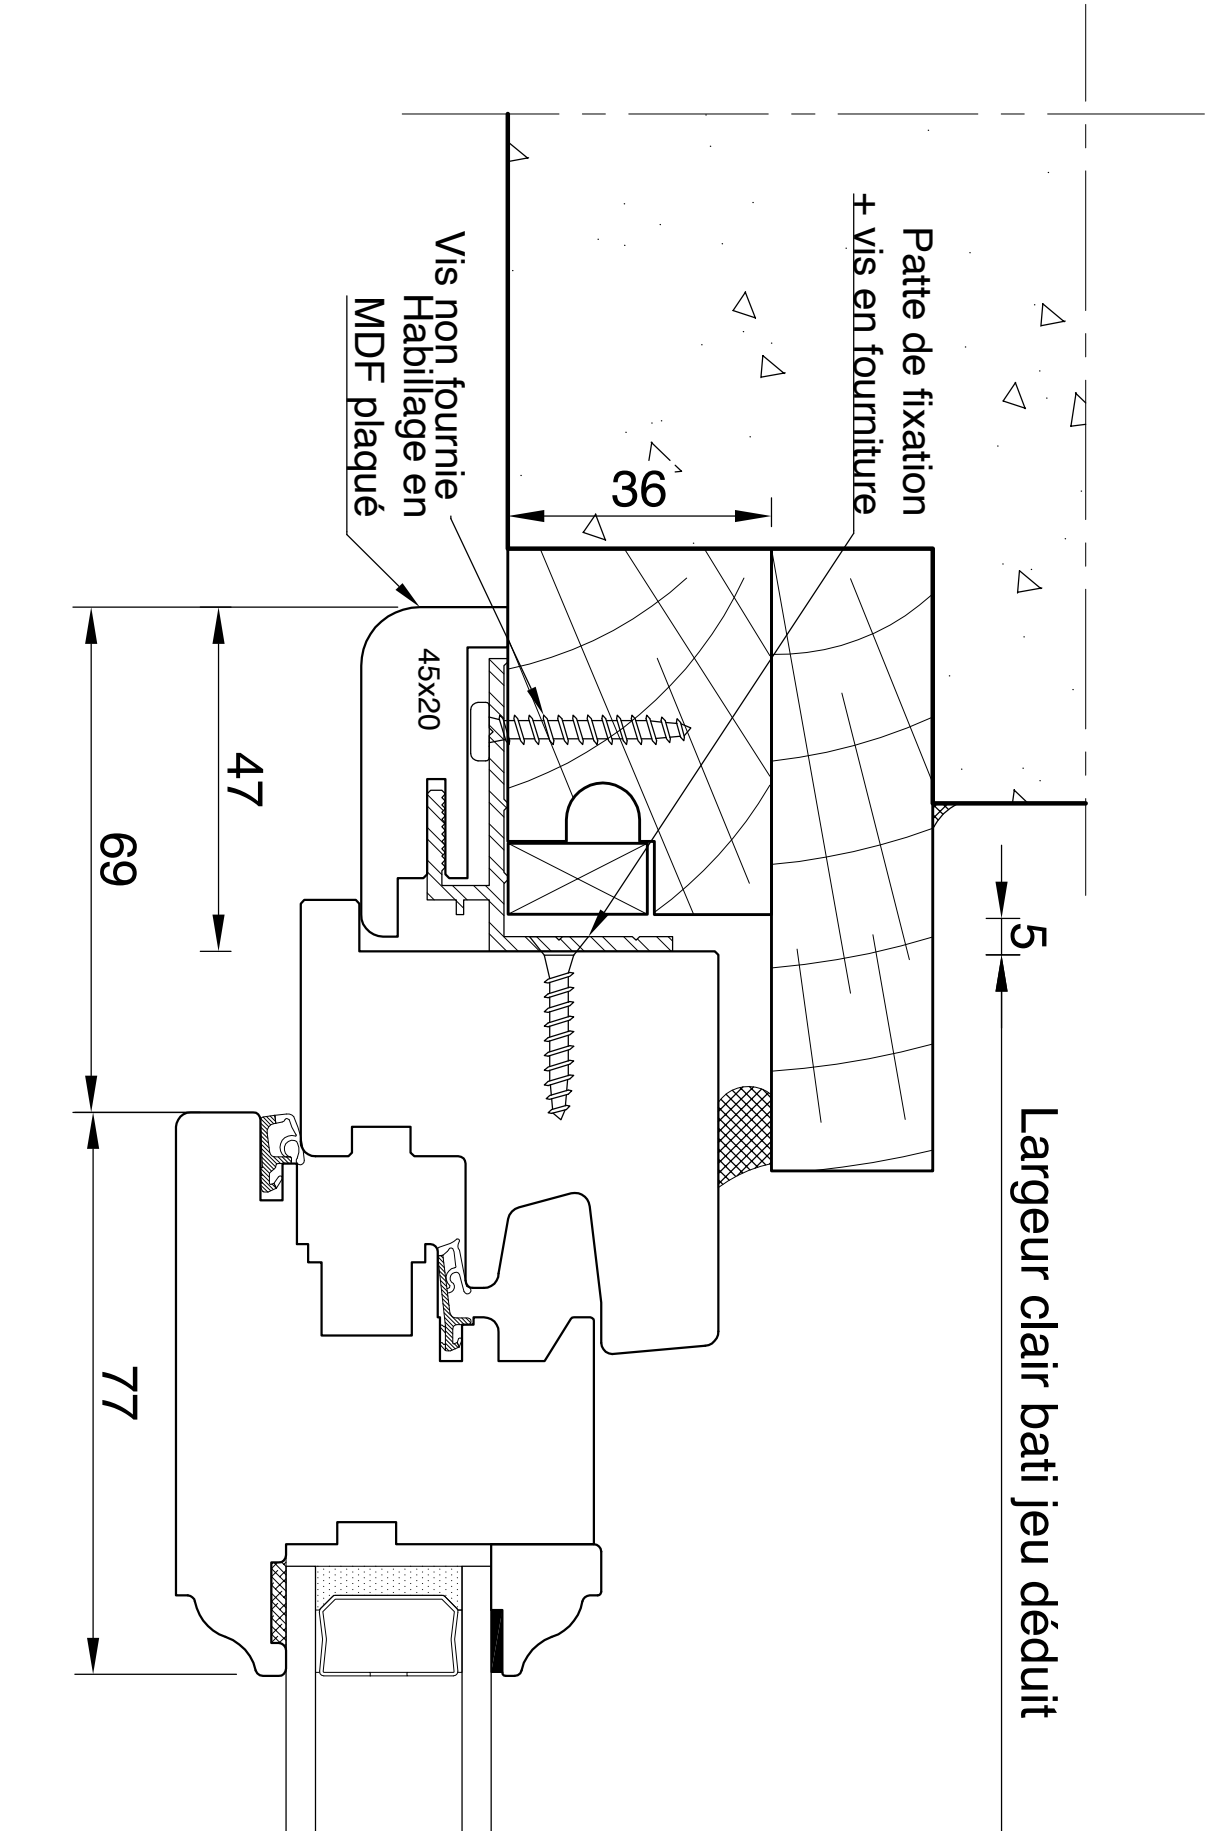 Patte de fixation
+ vis en fourniture
36
Vis non fournie
Habillage en
MDF plaqué
45x20
47
69
5
Largeur clair bati jeu déduit
77